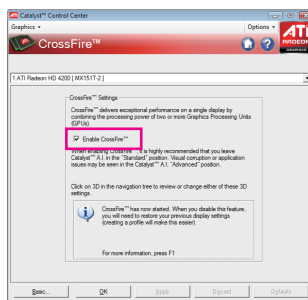 Catalyst™ Control Center
Graphics
Options
CrossFire™
ATI
RADEON
GRAPHICS
1.ATI Radeon HD 4200 [MX151T-2]
CrossFire™ Settings
CrossFire™ delivers exceptional performance on a single display by
combining the processing power of two or more Graphics Processing Units
(GPUs).
Enable CrossFire™
When enabling CrossFire™, it is highly recommended that you leave
Catalyst™ A.I. in the "Standard" position. Visual corruption or application
issues may be seen in the Catalyst™ A.I. "Advanced" position.
Click on 3D in the navigation tree to review or change either of these 3D
settings.
CrossFire™ has now started. When you disable this feature,
you will need to restore your previous display settings
(creating a profile will make this easier).
For more information, press F1
Basic...
OK
Apply
Discard
Defaults